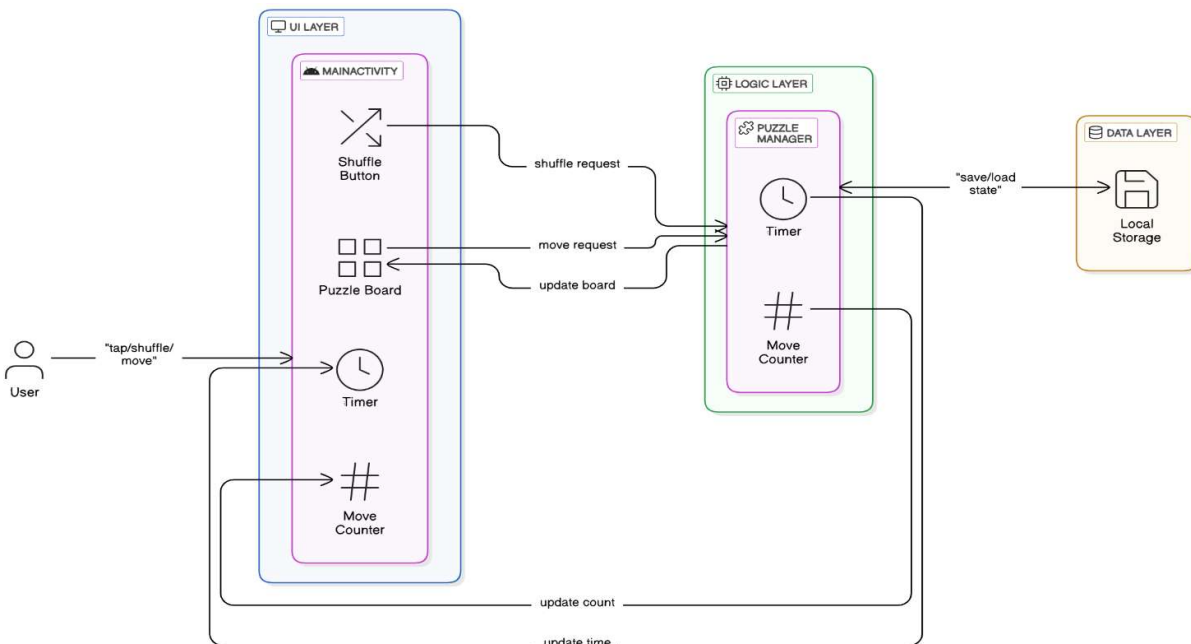 UI LAYER
MAINACTIVITY
Shuffle
Button
Puzzle Board
Timer
Move
Counter
User
"tap/shuffle/
move"
shuffle request
move request
update board
LOGIC LAYER
PUZZLE
MANAGER
Timer
Move
Counter
"save/load
state"
DATA LAYER
Local
Storage
update count
update time